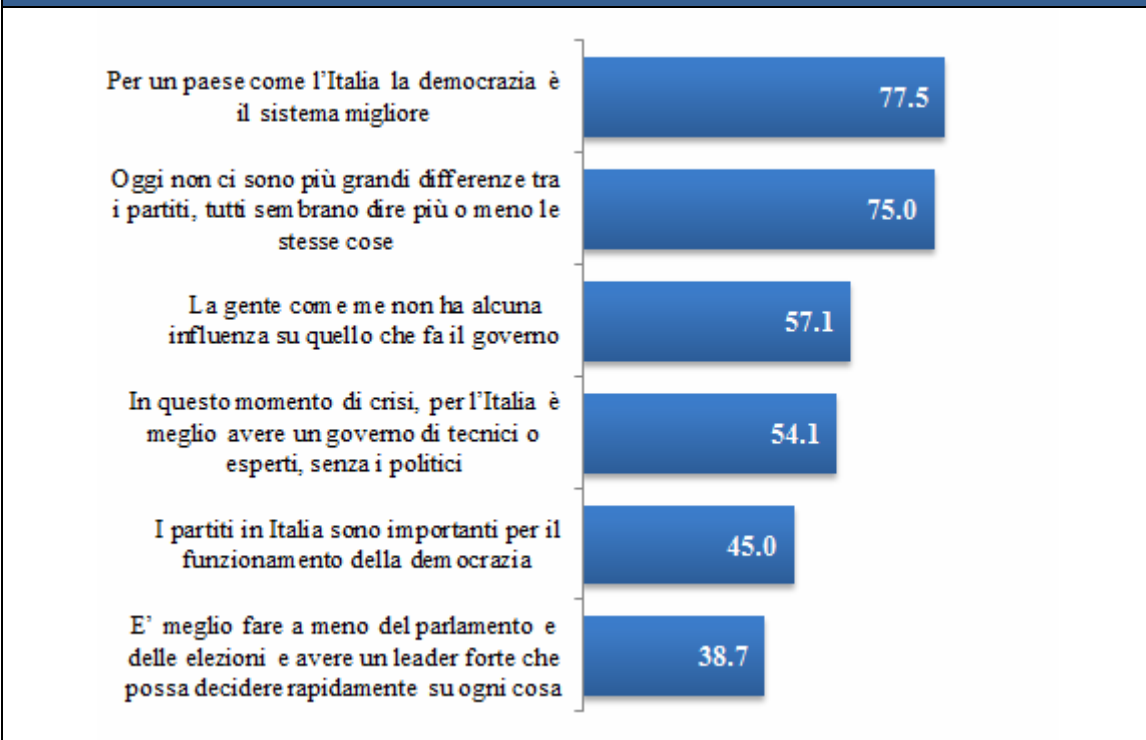 Per un paese come l’Italia la democrazia è
il sistema migliore
77.5
Oggi non ci sono più grandi differenze tra
i partiti, tutti sembrano dire più o meno le
stesse cose
75.0
La gente come me non ha alcuna
influenza su quello che fa il governo
57.1
In questo momento di crisi, per l’Italia è
meglio avere un governo di tecnici o
esperti, senza i politici
54.1
I partiti in Italia sono importanti per il
funzionamento della democrazia
45.0
E’ meglio fare a meno del parlamento e
delle elezioni e avere un leader forte che
possa decidere rapidamente su ogni cosa
38.7